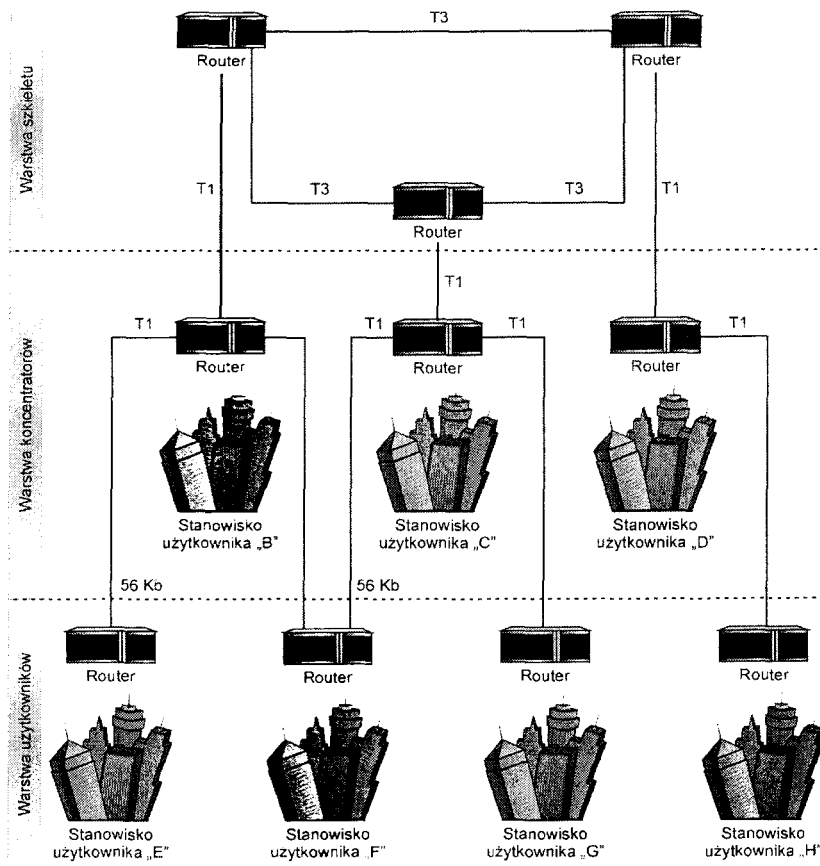 T3
Router
Router
Warstwa szkieletu
T1
T3
T3
T1
Router
T1
T1
T1
T1
T1
Router
Router
Router
Warstwa koncentratorów
Stanowisko
użytkownika „B”
Stanowisko
użytkownika „C”
Stanowisko
użytkownika „D”
56 Kb
56 Kb
Router
Router
Router
Router
Warstwa użytkowników
Stanowisko
użytkownika „E”
Stanowisko
użytkownika „F”
Stanowisko
użytkownika „G”
Stanowisko
użytkownika „H”